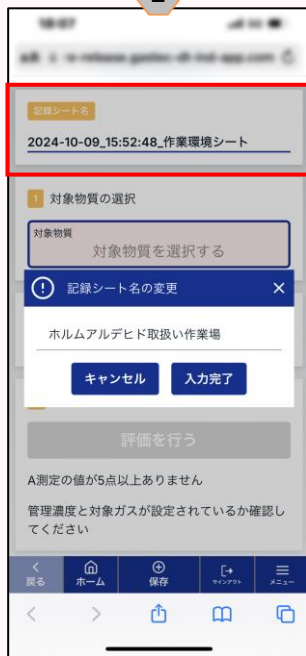 18:07
記録シート名
2024-10-09_15:52:48_作業環境シート
1 対象物質の選択
対象物質
対象物質を選択する
! 記録シート名の変更 ×
ホルムアルデヒド取扱い作業場
キャンセル 入力完了
評価を行う
A測定の値が5点以上ありません
管理濃度と対象ガスが設定されているか確認し
てください
戻る ホーム 保存 サインアウト メニュー